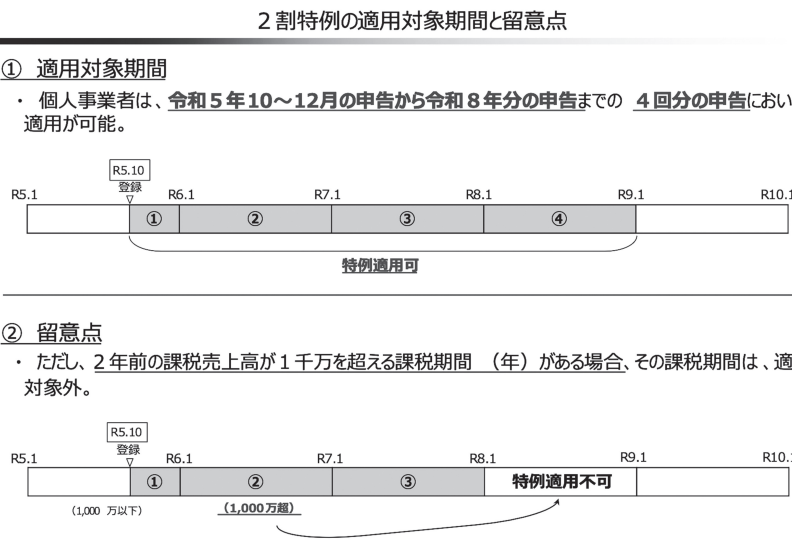 2割特例の適用対象期間と留意点
① 適用対象期間
・ 個人事業者は、令和５年10～12月の申告から令和８年分の申告までの ４回分の申告におい
適用が可能。
R5.10
登録
R5.1 R6.1 R7.1 R8.1 R9.1 R10.1
① ② ③ ④
特例適用可
② 留意点
・ ただし、２年前の課税売上高が１千万を超える課税期間 （年）がある場合、その課税期間は、適
対象外。
R5.10
登録
R5.1 R6.1 R7.1 R8.1 R9.1 R10.1
① ② ③ 特例適用不可
（1,000 万以下） （1,000万超）